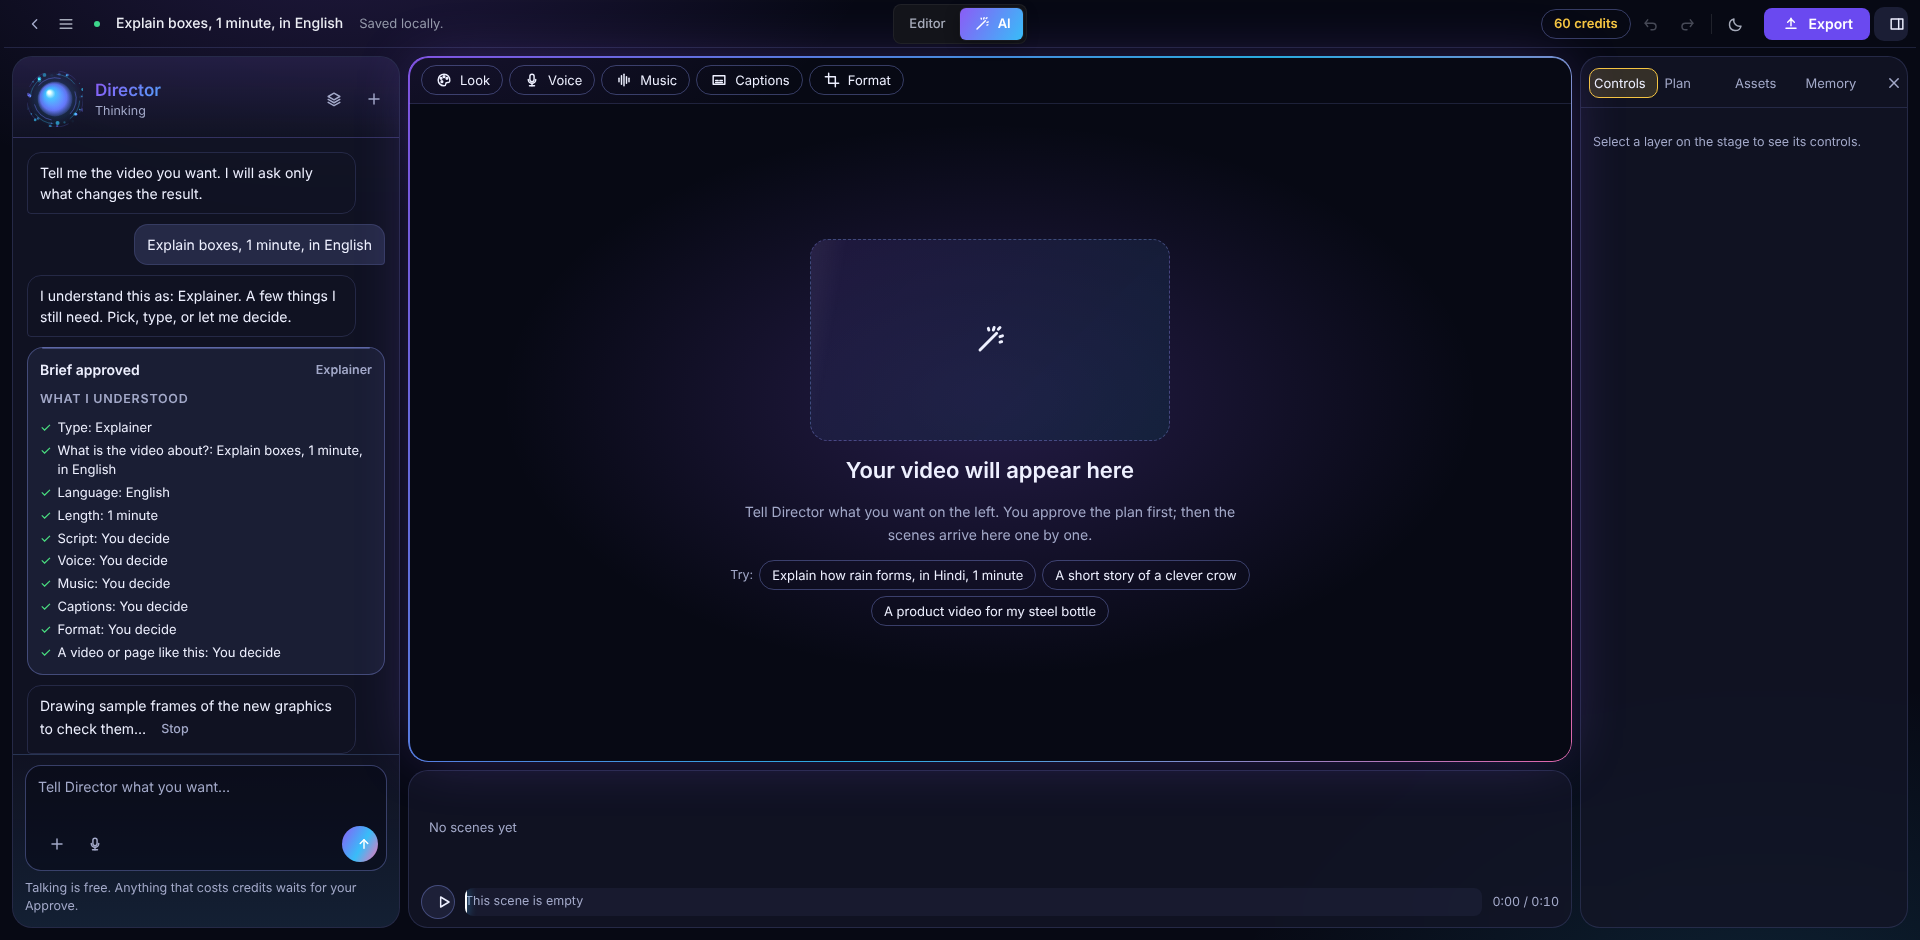 Explain boxes, 1 minute, in English Saved locally.
Editor AI
60 credits
Export
Director
Thinking
Tell me the video you want. I will ask only
what changes the result.
Explain boxes, 1 minute, in English
I understand this as: Explainer. A few things I
still need. Pick, type, or let me decide.
Brief approved Explainer
WHAT I UNDERSTOOD
Type: Explainer
What is the video about?: Explain boxes, 1 minute,
in English
Language: English
Length: 1 minute
Script: You decide
Voice: You decide
Music: You decide
Captions: You decide
Format: You decide
A video or page like this: You decide
Drawing sample frames of the new graphics
to check them... Stop
Tell Director what you want...
Talking is free. Anything that costs credits waits for your
Approve.
Look Voice Music Captions Format
Your video will appear here
Tell Director what you want on the left. You approve the plan first; then the
scenes arrive here one by one.
Try: Explain how rain forms, in Hindi, 1 minute A short story of a clever crow
A product video for my steel bottle
No scenes yet
This scene is empty 0:00 / 0:10
Controls Plan Assets Memory
Select a layer on the stage to see its controls.